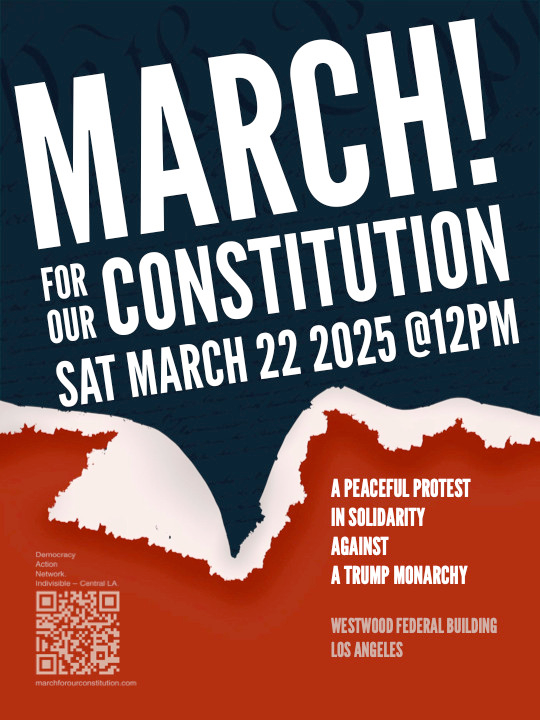 MARCH!
FOR
OUR CONSTITUTION
SAT MARCH 22 2025 @12PM
A PEACEFUL PROTEST
IN SOLIDARITY
AGAINST
A TRUMP MONARCHY
WESTWOOD FEDERAL BUILDING
LOS ANGELES
Democracy
Action
Network
Indivisible – Central LA
marchforourconstitution.com